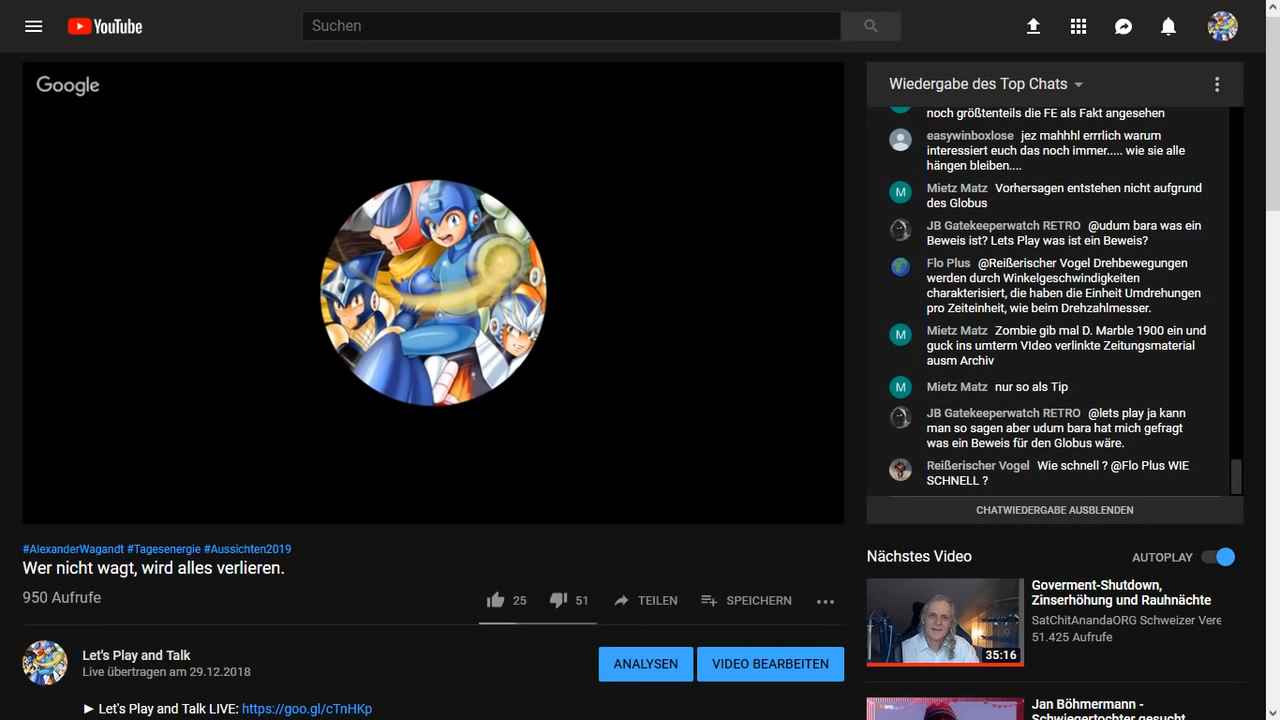 YouTube
Suchen
Google
Wiedergabe des Top Chats
noch größtenteils die FE als Fakt angesehen
easywinboxlose jez mahhhl errrlich warum
interessiert euch das noch immer..... wie sie alle
hängen bleiben....
M Mietz Matz Vorhersagen entstehen nicht aufgrund
des Globus
JB Gatekeeperwatch RETRO @udum bara was ein
Beweis ist? Lets Play was ist ein Beweis?
Flo Plus @Reißerischer Vogel Drehbewegungen
werden durch Winkelgeschwindigkeiten
charakterisiert, die haben die Einheit Umdrehungen
pro Zeiteinheit, wie beim Drehzahlmesser.
M Mietz Matz Zombie gib mal D. Marble 1900 ein und
guck ins umterm VIdeo verlinkte Zeitungsmaterial
ausm Archiv
M Mietz Matz nur so als Tip
JB Gatekeeperwatch RETRO @lets play ja kann
man so sagen aber udum bara hat mich gefragt
was ein Beweis für den Globus wäre.
Reißerischer Vogel Wie schnell ? @Flo Plus WIE
SCHNELL ?
CHATWIEDERGABE AUSBLENDEN
#AlexanderWagandt #Tagesenergie #Aussichten2019
Wer nicht wagt, wird alles verlieren.
950 Aufrufe
25 51 TEILEN SPEICHERN
Let's Play and Talk
Live übertragen am 29.12.2018
ANALYSEN VIDEO BEARBEITEN
► Let's Play and Talk LIVE: https://goo.gl/cTnHKp
Nächstes Video AUTOPLAY
Goverment-Shutdown,
Zinserhöhung und Rauhnächte
SatChitAnandaORG Schweizer Vere
51.425 Aufrufe
35:16
Jan Böhmermann -
Schwiegertochter gesucht